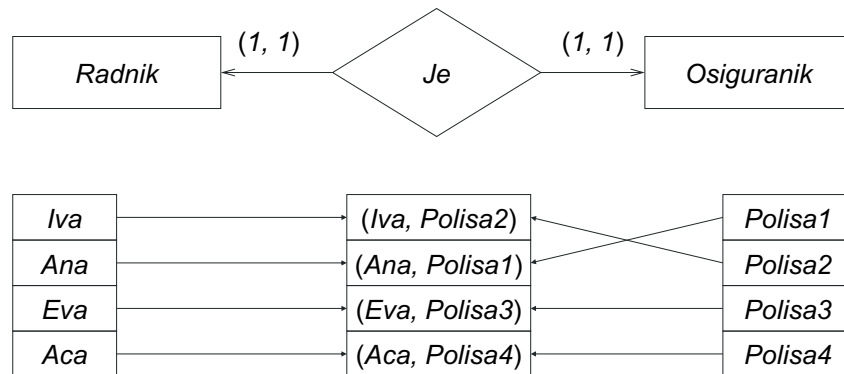 (1, 1) (1, 1)
Radnik Je Osiguranik
Iva (Iva, Polisa2) Polisa1
Ana (Ana, Polisa1) Polisa2
Eva (Eva, Polisa3) Polisa3
Aca (Aca, Polisa4) Polisa4